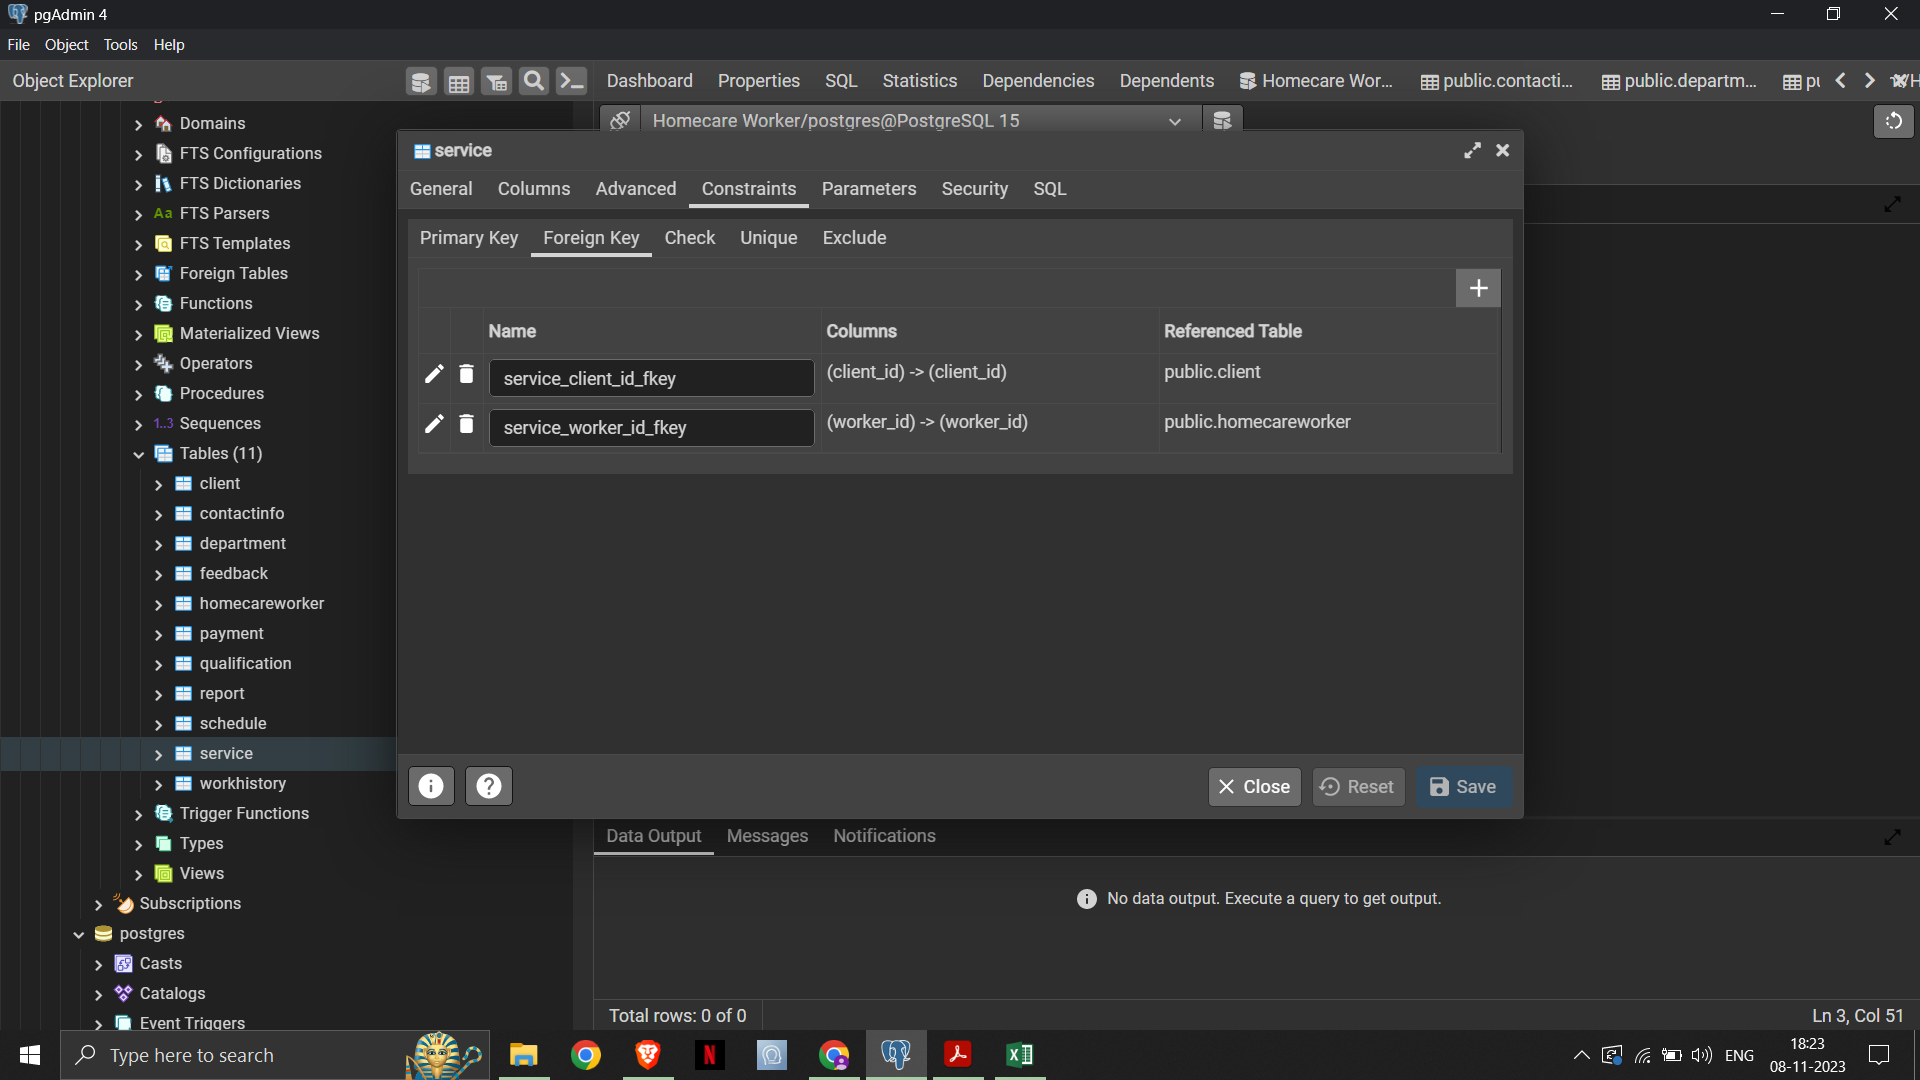 pgAdmin 4
File Object Tools Help
Object Explorer
Dashboard Properties SQL Statistics Dependencies Dependents Homecare Wor... public.contacti... public.departm...
Homecare Worker/postgres@PostgreSQL 15
Domains
FTS Configurations
FTS Dictionaries
Aa FTS Parsers
FTS Templates
Foreign Tables
Functions
Materialized Views
Operators
Procedures
1..3 Sequences
Tables (11)
client
contactinfo
department
feedback
homecareworker
payment
qualification
report
schedule
service
workhistory
Trigger Functions
Types
Views
Subscriptions
postgres
Casts
Catalogs
Event Triggers
service
General Columns Advanced Constraints Parameters Security SQL
Primary Key Foreign Key Check Unique Exclude
Name Columns Referenced Table
service_client_id_fkey (client_id) -> (client_id) public.client
service_worker_id_fkey (worker_id) -> (worker_id) public.homecareworker
Close Reset Save
Data Output Messages Notifications
No data output. Execute a query to get output.
Total rows: 0 of 0
Ln 3, Col 51
Type here to search
ENG
18:23
08-11-2023